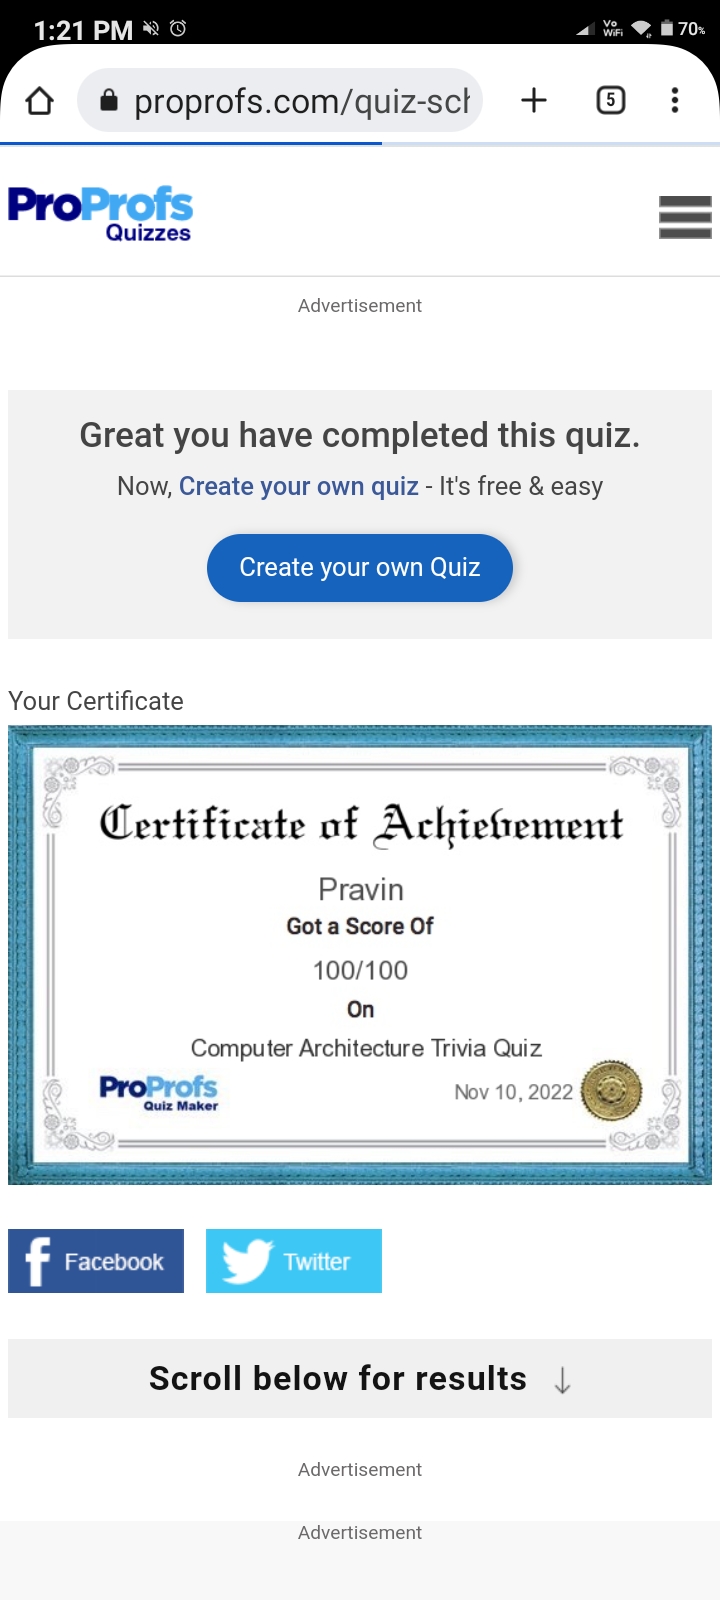 1:21 PM
Vo
WiFi
70%
proprofs.com/quiz-sch
5
ProProfs
Quizzes
Advertisement
Great you have completed this quiz.
Now, Create your own quiz - It's free & easy
Create your own Quiz
Your Certificate
Certificate of Achievement
Pravin
Got a Score Of
100/100
On
Computer Architecture Trivia Quiz
ProProfs
Quiz Maker
Nov 10, 2022
Facebook
Twitter
Scroll below for results ↓
Advertisement
Advertisement